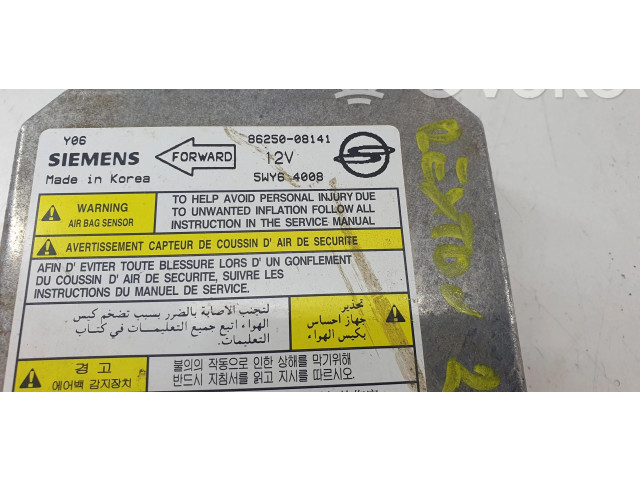 Y06
86250-08141
SIEMENS
FORWARD
12V
Made in Korea
5WY6 4008
WARNING
AIR BAG SENSOR
TO HELP AVOID PERSONAL INJURY DUE
TO UNWANTED INFLATION FOLLOW ALL
INSTRUCTION IN THE SERVICE MANUAL
AVERTISSEMENT CAPTEUR DE COUSSIN D' AIR DE SECURITE
AFIN D' EVITER TOUTE BLESSURE LORS D' UN GONFLEMENT
DU COUSSIN D' AIR DE SECURITE, SUIVRE LES
INSTRUCTIONS DU MANUEL DE SERVICE.
تحذير
جهاز احساس
بكيس الهواء
لتجنب الاصابة بالضرر بسبب تضخم كيس
الهواء اتبع جميع التعليمات في كتاب
التعليمات.
경 고
에어백 감지장치
불의의 작동으로 인한 상해를 막기위해
반드시 지침서를 읽고 지시를 따르시오.
REXTON
2